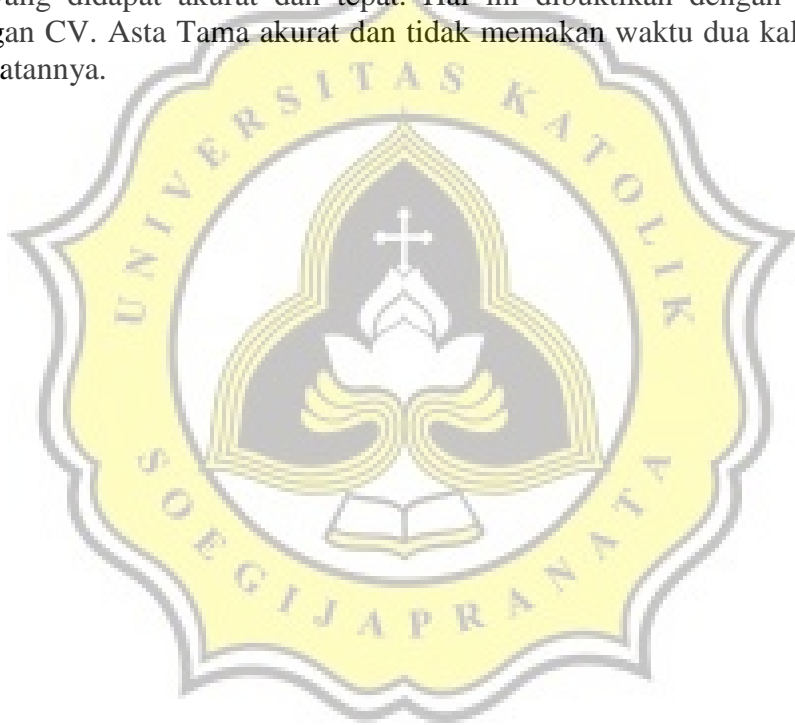 yang didapat akurat dan tepat. Hal ini dibuktikan dengan
gan CV. Asta Tama akurat dan tidak memakan waktu dua kal
atannya.
UNIVERSITAS KATOLIK
SOEGIJAPRANATA